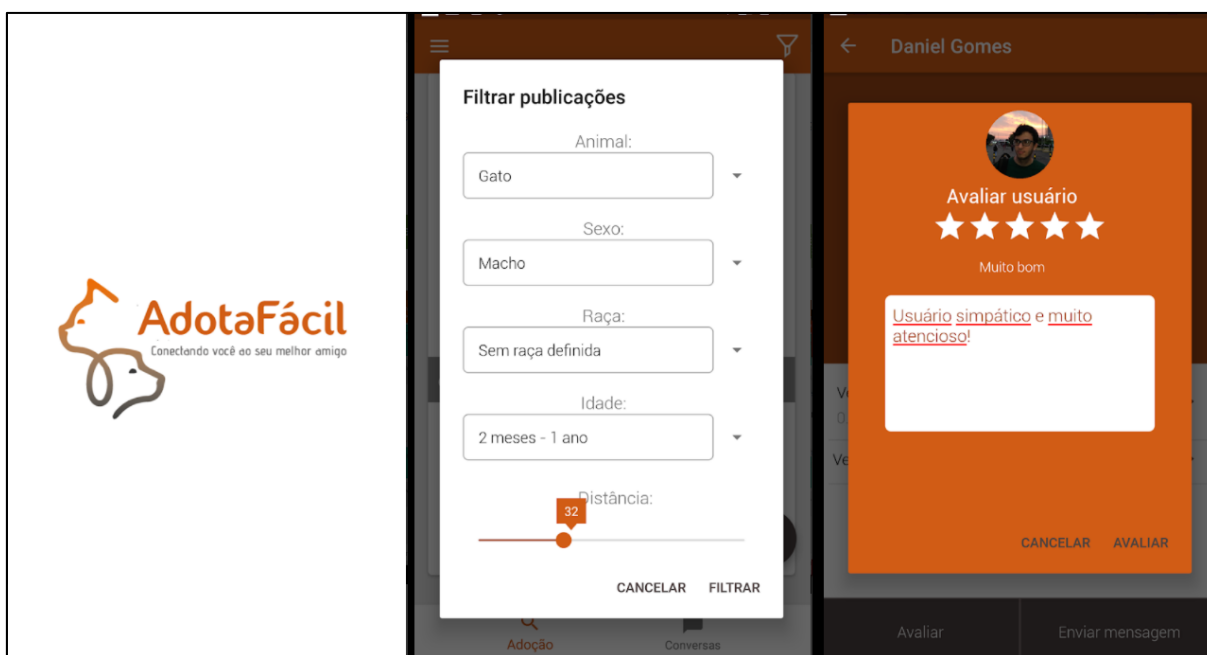 AdotaFácil
Conectando você ao seu melhor amigo
Filtrar publicações
Animal:
Gato
Sexo:
Macho
Raça:
Sem raça definida
Idade:
2 meses - 1 ano
Distância:
32
CANCELAR FILTRAR
Adoção Conversas
Daniel Gomes
Avaliar usuário
Muito bom
Usuário simpático e muito
atencioso!
CANCELAR AVALIAR
Avaliar Enviar mensagem